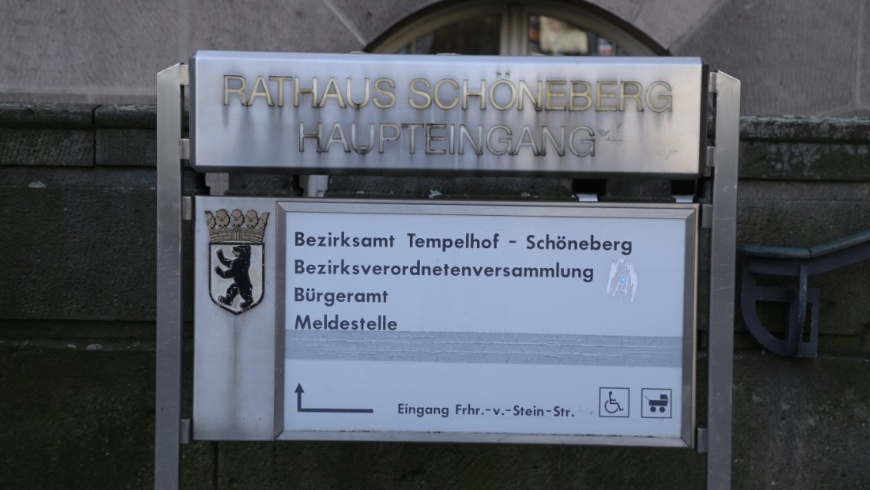 RATHAUS SCHÖNEBERG
HAUPTEINGANG
Bezirksamt Tempelhof - Schöneberg
Bezirksverordnetenversammlung
Bürgeramt
Meldestelle
Eingang Frhr.-v.-Stein-Str.